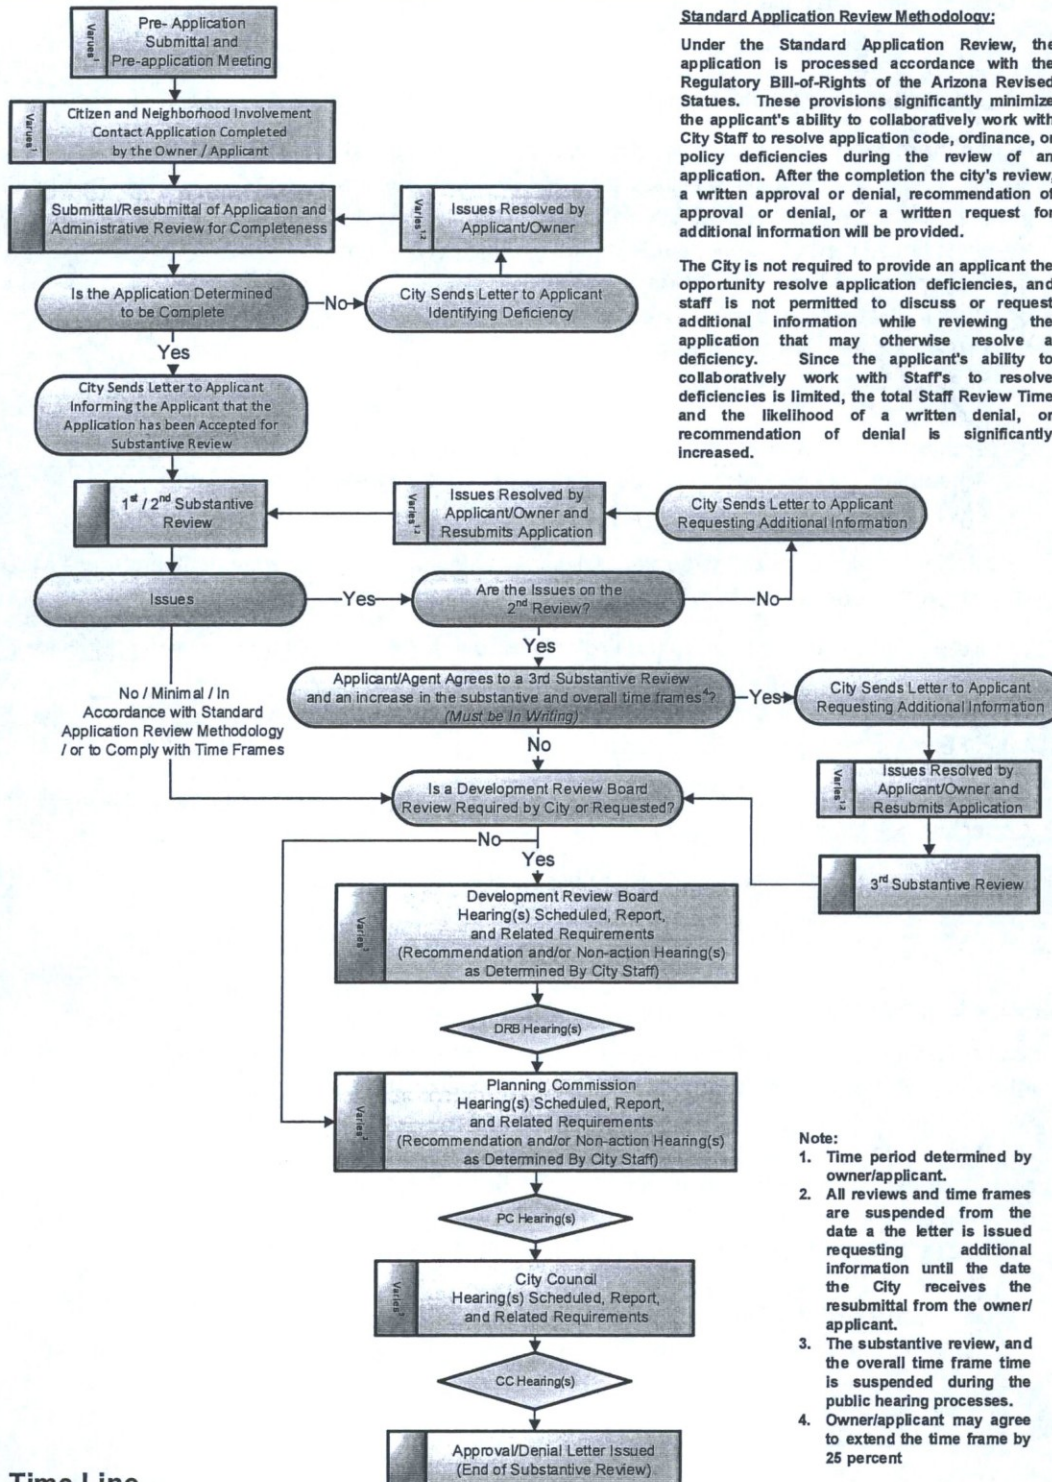 Pre- Application
Submittal and
Pre-application Meeting
Varues¹
Citizen and Neighborhood Involvement
Contact Application Completed
by the Owner / Applicant
Varues¹
Submittal/Resubmittal of Application and
Administrative Review for Completeness
Varies¹,²
Issues Resolved by
Applicant/Owner
Is the Application Determined
to be Complete
No
City Sends Letter to Applicant
Identifying Deficiency
Yes
City Sends Letter to Applicant
Informing the Applicant that the
Application has been Accepted for
Substantive Review
1st / 2nd Substantive
Review
Varies¹,²
Issues Resolved by
Applicant/Owner and
Resubmits Application
City Sends Letter to Applicant
Requesting Additional Information
Issues
Yes
Are the Issues on the
2nd Review?
No
Yes
No / Minimal / In
Accordance with Standard
Application Review Methodology
/ or to Comply with Time Frames
Applicant/Agent Agrees to a 3rd Substantive Review
and an increase in the substantive and overall time frames⁴?
(Must be In Writing)
Yes
City Sends Letter to Applicant
Requesting Additional Information
No
Varies¹,²
Issues Resolved by
Applicant/Owner and
Resubmits Application
Is a Development Review Board
Review Required by City or Requested?
3rd Substantive Review
No
Yes
Development Review Board
Hearing(s) Scheduled, Report,
and Related Requirements
(Recommendation and/or Non-action Hearing(s)
as Determined By City Staff)
Varies³
DRB Hearing(s)
Planning Commission
Hearing(s) Scheduled, Report,
and Related Requirements
(Recommendation and/or Non-action Hearing(s)
as Determined By City Staff)
Varies³
PC Hearing(s)
City Council
Hearing(s) Scheduled, Report,
and Related Requirements
Varies³
CC Hearing(s)
Approval/Denial Letter Issued
(End of Substantive Review)
Standard Application Review Methodology:
Under the Standard Application Review, the
application is processed accordance with the
Regulatory Bill-of-Rights of the Arizona Revised
Statues. These provisions significantly minimize
the applicant's ability to collaboratively work with
City Staff to resolve application code, ordinance, or
policy deficiencies during the review of an
application. After the completion the city's review,
a written approval or denial, recommendation of
approval or denial, or a written request for
additional information will be provided.
The City is not required to provide an applicant the
opportunity resolve application deficiencies, and
staff is not permitted to discuss or request
additional information while reviewing the
application that may otherwise resolve a
deficiency. Since the applicant's ability to
collaboratively work with Staff's to resolve
deficiencies is limited, the total Staff Review Time
and the likelihood of a written denial, or
recommendation of denial is significantly
increased.
Note:
1. Time period determined by
owner/applicant.
2. All reviews and time frames
are suspended from the
date a the letter is issued
requesting additional
information until the date
the City receives the
resubmittal from the owner/
applicant.
3. The substantive review, and
the overall time frame time
is suspended during the
public hearing processes.
4. Owner/applicant may agree
to extend the time frame by
25 percent
Time Line